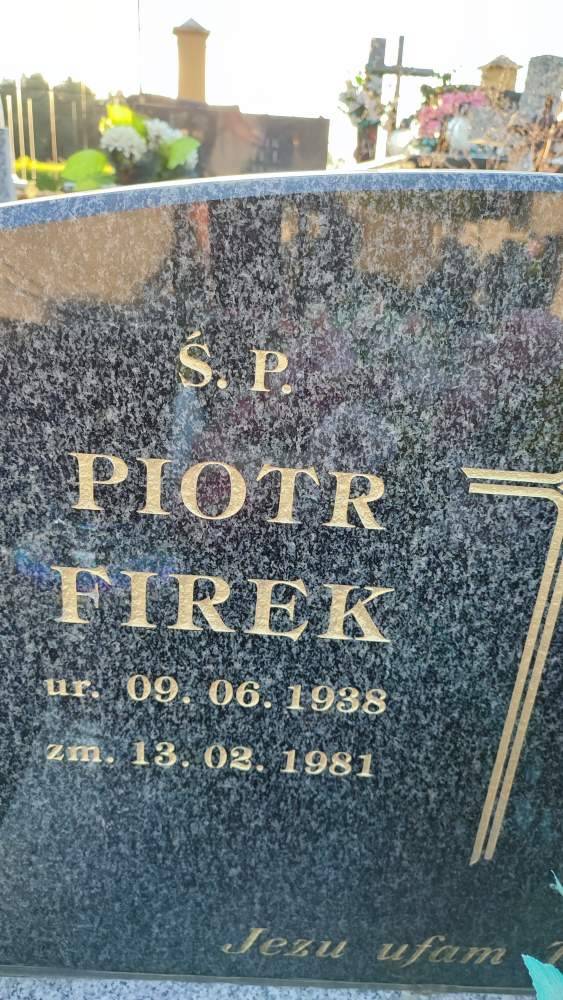 Ś. P.
PIOTR
FIREK
ur. 09. 06. 1938
zm. 13. 02. 1981
Jezu ufam